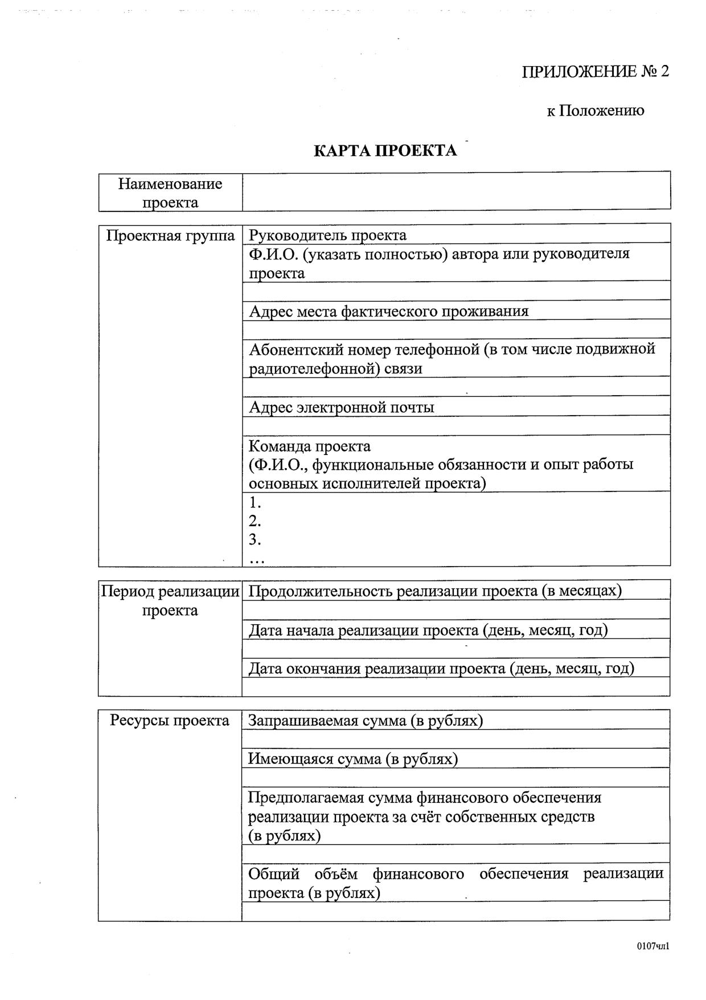 ПРИЛОЖЕНИЕ № 2
к Положению
КАРТА ПРОЕКТА
Наименование
проекта
Проектная группа
Руководитель проекта
Ф.И.О. (указать полностью) автора или руководителя
проекта
Адрес места фактического проживания
Абонентский номер телефонной (в том числе подвижной
радиотелефонной) связи
Адрес электронной почты
Команда проекта
(Ф.И.О., функциональные обязанности и опыт работы
основных исполнителей проекта)
1.
2.
3.
...
Период реализации
проекта
Продолжительность реализации проекта (в месяцах)
Дата начала реализации проекта (день, месяц, год)
Дата окончания реализации проекта (день, месяц, год)
Ресурсы проекта
Запрашиваемая сумма (в рублях)
Имеющаяся сумма (в рублях)
Предполагаемая сумма финансового обеспечения
реализации проекта за счёт собственных средств
(в рублях)
Общий объём финансового обеспечения реализации
проекта (в рублях)
0107чл1